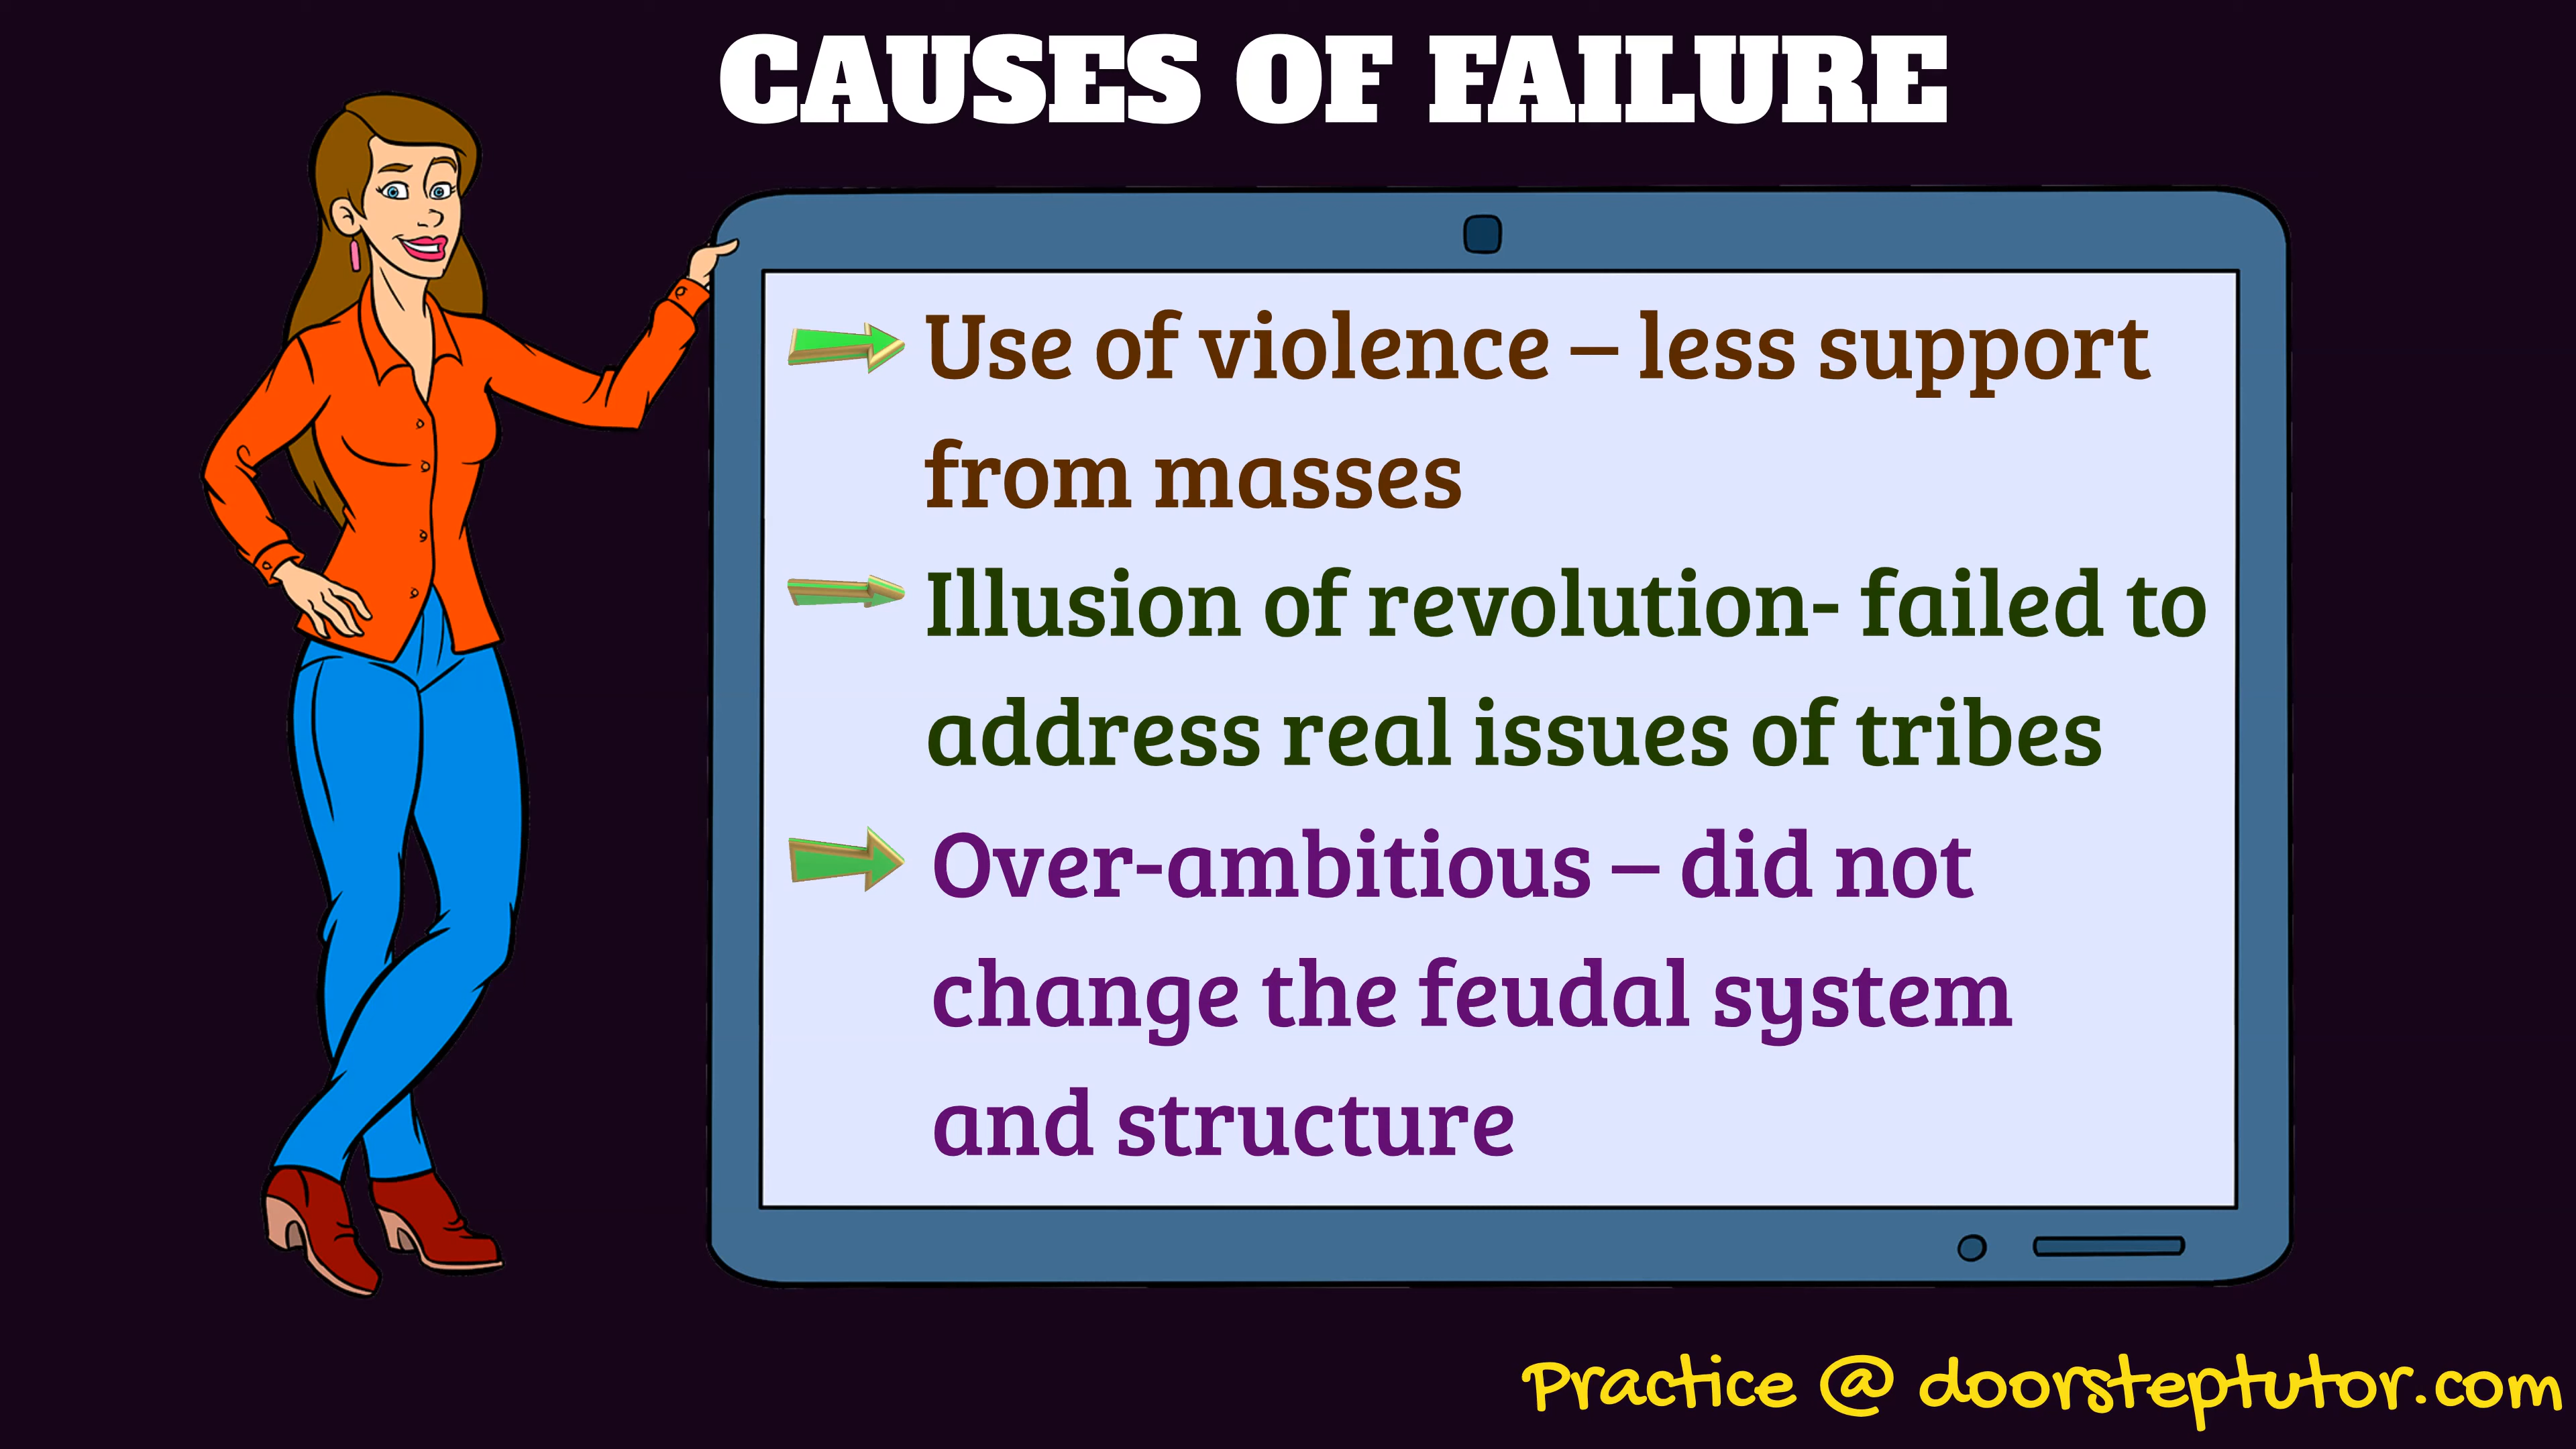 CAUSES OF FAILURE
Use of violence – less support
from masses
Illusion of revolution- failed to
address real issues of tribes
Over-ambitious – did not
change the feudal system
and structure
Practice @ doorsteptutor.com